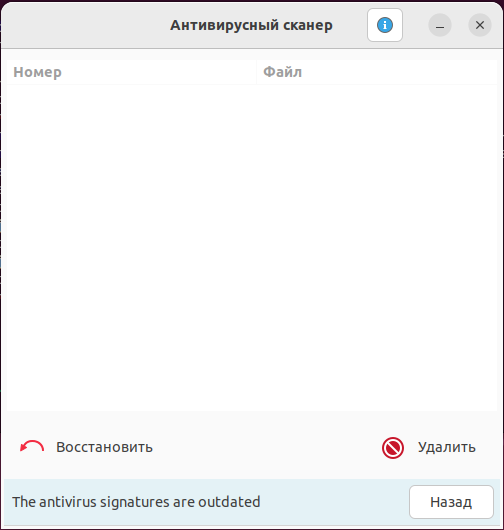 Антивирусный сканер
Номер Файл
Восстановить Удалить
The antivirus signatures are outdated Назад